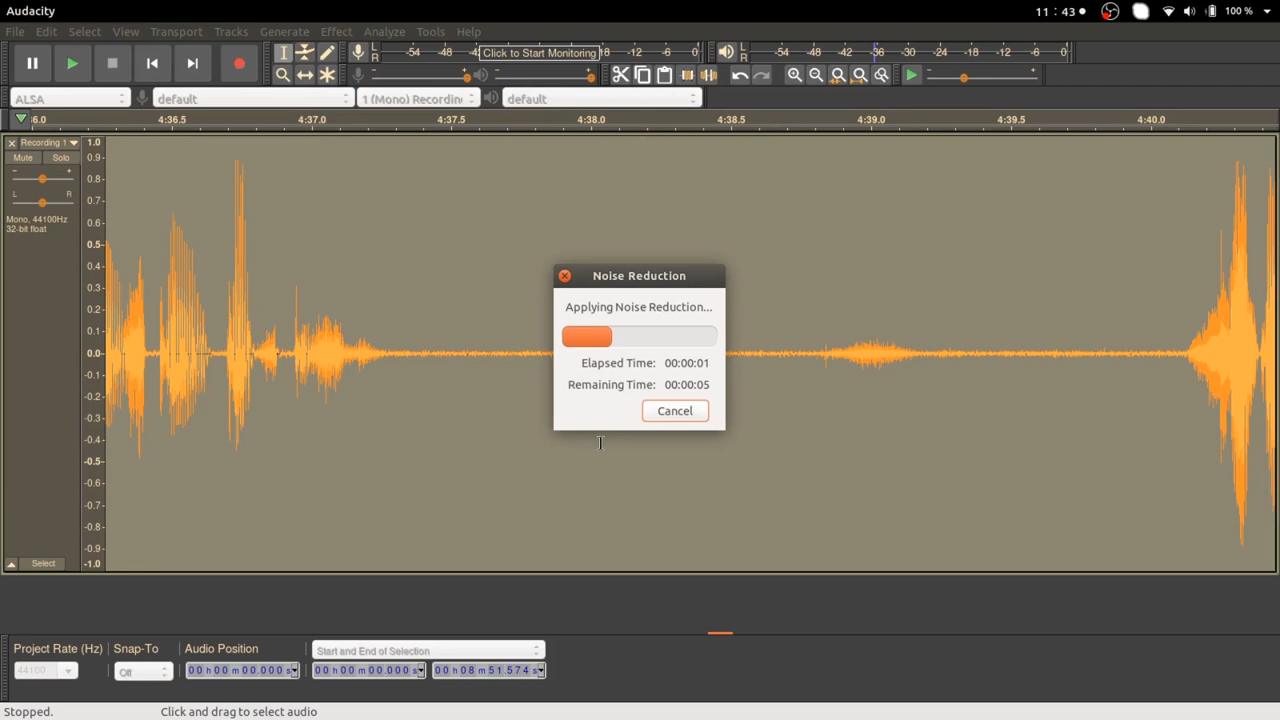 Audacity
11:43 100 %
File Edit Select View Transport Tracks Generate Effect Analyze Tools Help
L R -54 -48 Click to Start Monitoring -18 -12 -6 0 L R -54 -48 -42 -36 -30 -24 -18 -12 -6 0
ALSA default 1 (Mono) Recordin default
4:36.5 4:37.0 4:37.5 4:38.0 4:38.5 4:39.0 4:39.5 4:40.0
Recording 1
Mute Solo
- +
L R
Mono, 44100Hz
32-bit float
1.0
0.9
0.8
0.7
0.6
0.5
0.4
0.3
0.2
0.1
0.0
-0.1
-0.2
-0.3
-0.4
-0.5
-0.6
-0.7
-0.8
-0.9
-1.0
Select
Noise Reduction
Applying Noise Reduction...
Elapsed Time: 00:00:01
Remaining Time: 00:00:05
Cancel
Project Rate (Hz) Snap-To Audio Position Start and End of Selection
44100 Off 00 h 00 m 00.000 s 00 h 00 m 00.000 s 00 h 08 m 51.574 s
Stopped. Click and drag to select audio